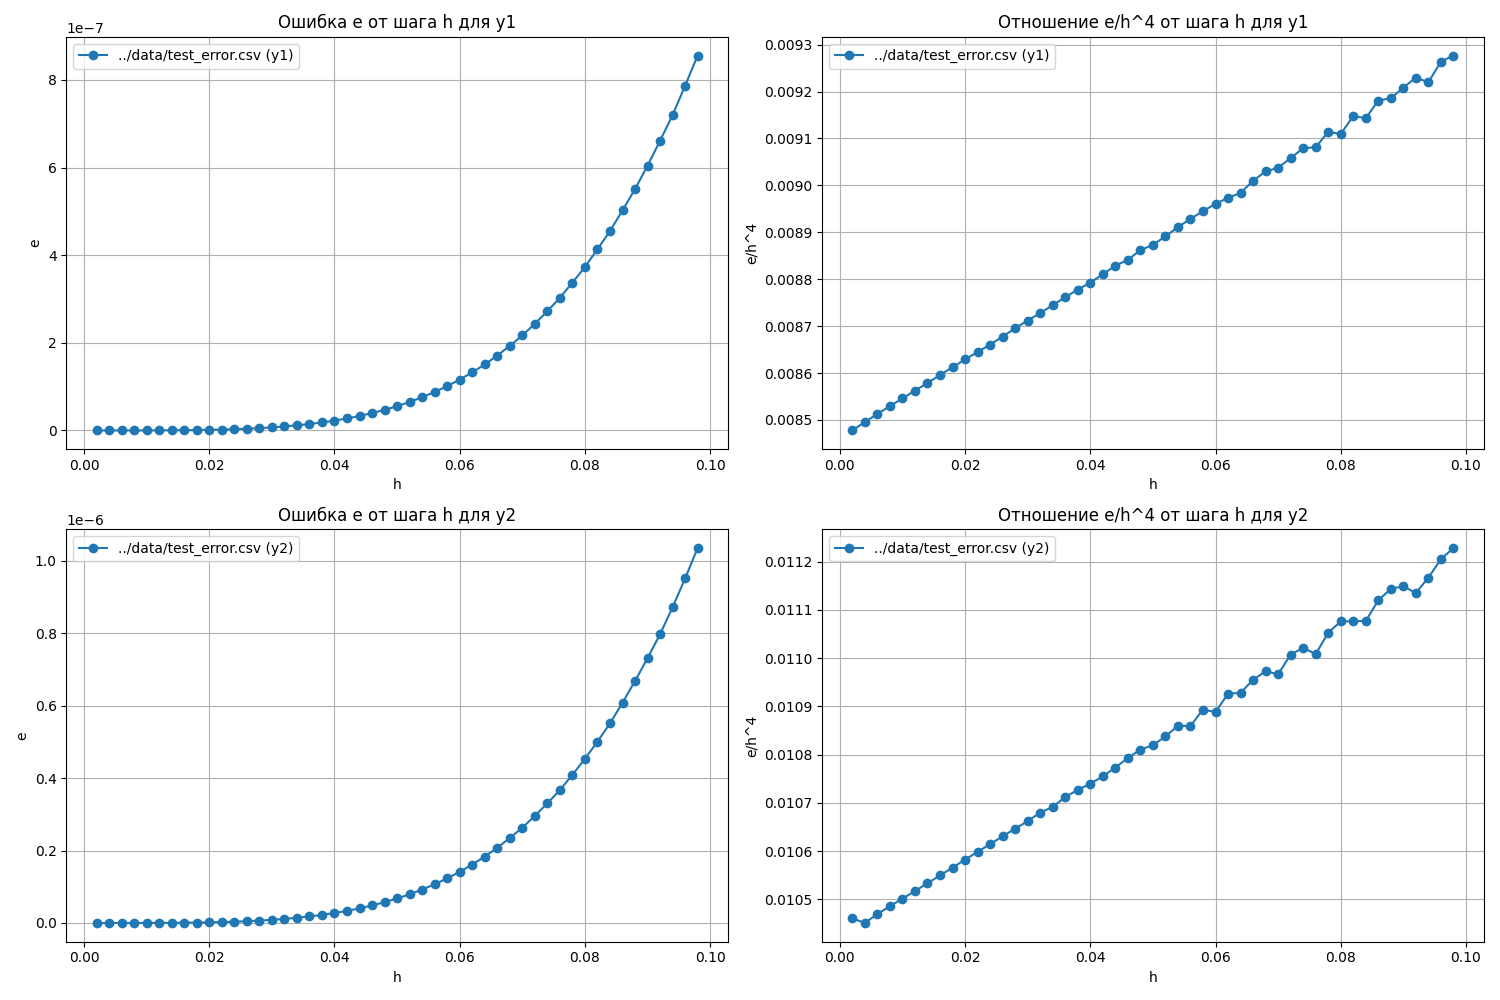 Ошибка e от шага h для y1
1e−7
../data/test_error.csv (y1)
8
6
4
2
0
e
0.00 0.02 0.04 0.06 0.08 0.10
h
Отношение e/h^4 от шага h для y1
../data/test_error.csv (y1)
0.0093
0.0092
0.0091
0.0090
0.0089
0.0088
0.0087
0.0086
0.0085
e/h^4
0.00 0.02 0.04 0.06 0.08 0.10
h
Ошибка e от шага h для y2
1e−6
../data/test_error.csv (y2)
1.0
0.8
0.6
0.4
0.2
0.0
e
0.00 0.02 0.04 0.06 0.08 0.10
h
Отношение e/h^4 от шага h для y2
../data/test_error.csv (y2)
0.0112
0.0111
0.0110
0.0109
0.0108
0.0107
0.0106
0.0105
e/h^4
0.00 0.02 0.04 0.06 0.08 0.10
h